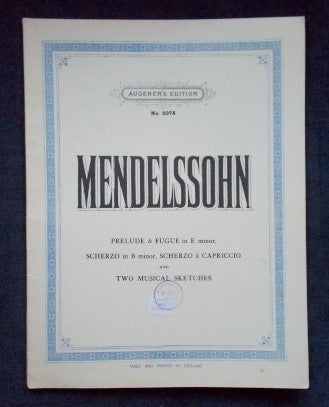 AUGENER'S EDITION
No. 5074
MENDELSSOHN
PRELUDE & FUGUE in E minor,
SCHERZO in B minor, SCHERZO à CAPRICCIO
AND
TWO MUSICAL SKETCHES
MADE AND PRINTED IN ENGLAND